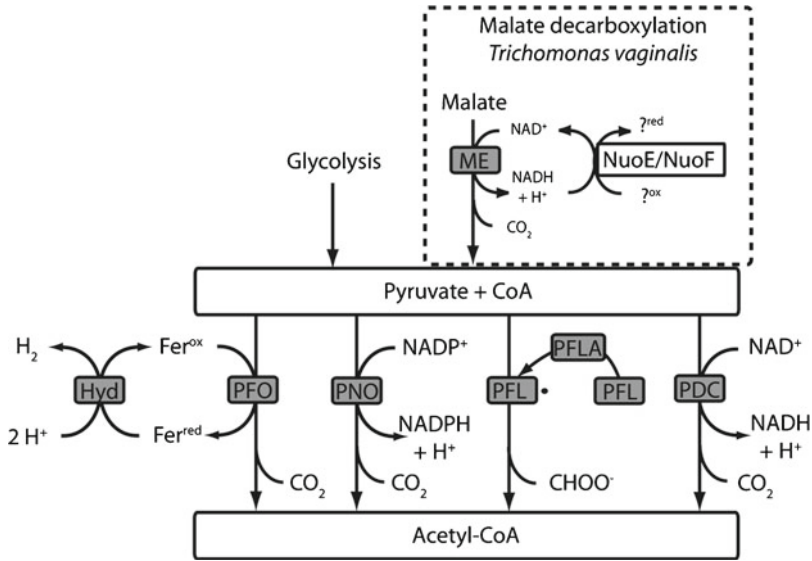 Malate decarboxylation
Trichomonas vaginalis
Malate
NAD⁺
?ʳᵉᵈ
ME
NuoE/NuoF
NADH
+ H⁺
?ᵒˣ
CO₂
Glycolysis
Pyruvate + CoA
H₂
Ferᵒˣ
NADP⁺
PFLA
NAD⁺
Hyd
PFO
PNO
PFL
PFL
PDC
2 H⁺
Ferʳᵉᵈ
NADPH
+ H⁺
NADH
+ H⁺
CO₂
CO₂
CHOO⁻
CO₂
Acetyl-CoA